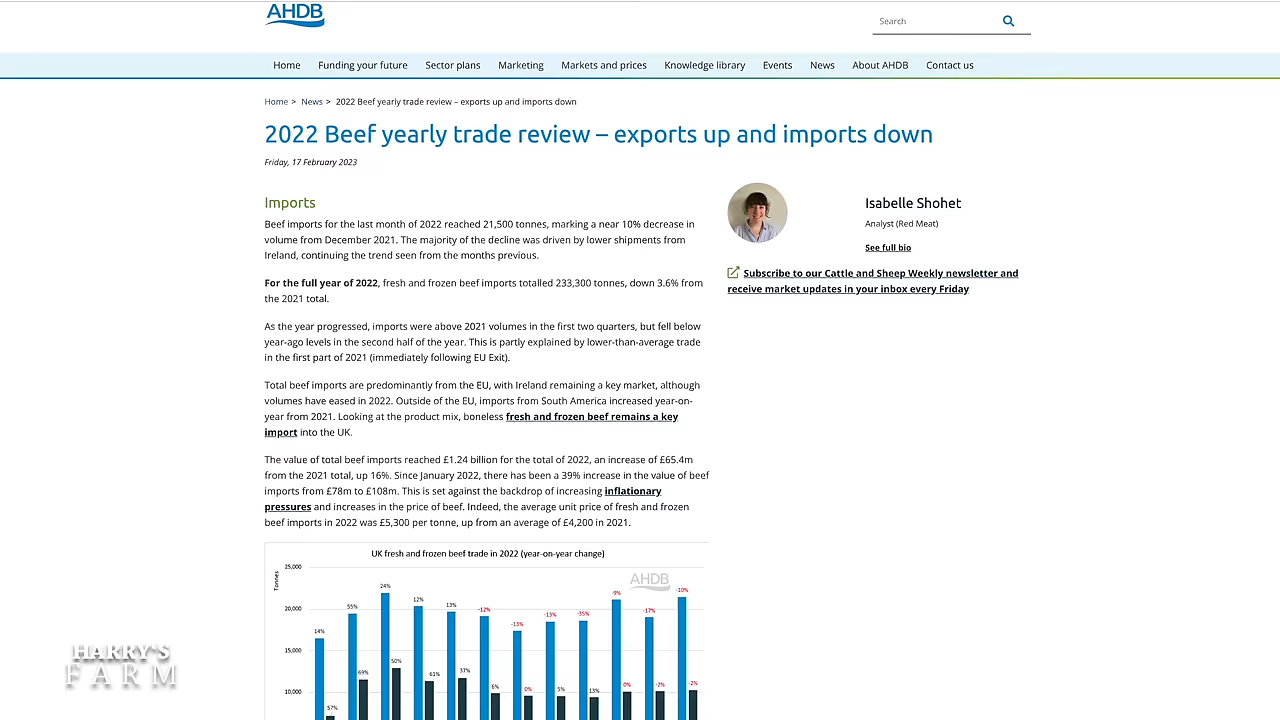 AHDB
Search
Home Funding your future Sector plans Marketing Markets and prices Knowledge library Events News About AHDB Contact us
Home > News > 2022 Beef yearly trade review – exports up and imports down
2022 Beef yearly trade review – exports up and imports down
Friday, 17 February 2023
Imports
Beef imports for the last month of 2022 reached 21,500 tonnes, marking a near 10% decrease in
volume from December 2021. The majority of the decline was driven by lower shipments from
Ireland, continuing the trend seen from the months previous.
For the full year of 2022, fresh and frozen beef imports totalled 233,300 tonnes, down 3.6% from
the 2021 total.
As the year progressed, imports were above 2021 volumes in the first two quarters, but fell below
year-ago levels in the second half of the year. This is partly explained by lower-than-average trade
in the first part of 2021 (immediately following EU Exit).
Total beef imports are predominantly from the EU, with Ireland remaining a key market, although
volumes have eased in 2022. Outside of the EU, imports from South America increased year-on-
year from 2021. Looking at the product mix, boneless fresh and frozen beef remains a key
import into the UK.
The value of total beef imports reached £1.24 billion for the total of 2022, an increase of £65.4m
from the 2021 total, up 16%. Since January 2022, there has been a 39% increase in the value of beef
imports from £78m to £108m. This is set against the backdrop of increasing inflationary
pressures and increases in the price of beef. Indeed, the average unit price of fresh and frozen
beef imports in 2022 was £5,300 per tonne, up from an average of £4,200 in 2021.
Isabelle Shohet
Analyst (Red Meat)
See full bio
Subscribe to our Cattle and Sheep Weekly newsletter and
receive market updates in your inbox every Friday
UK fresh and frozen beef trade in 2022 (year-on-year change)
Tonnes
25,000
20,000
15,000
10,000
AHDB
14% 55% 24% 12% 13% -12% -13% -13% -35% -9% -17% -10%
57% 69% 50% 61% 37% 6% 0% 5% 13% 0% -2% -2%
HARRY'S
FARM